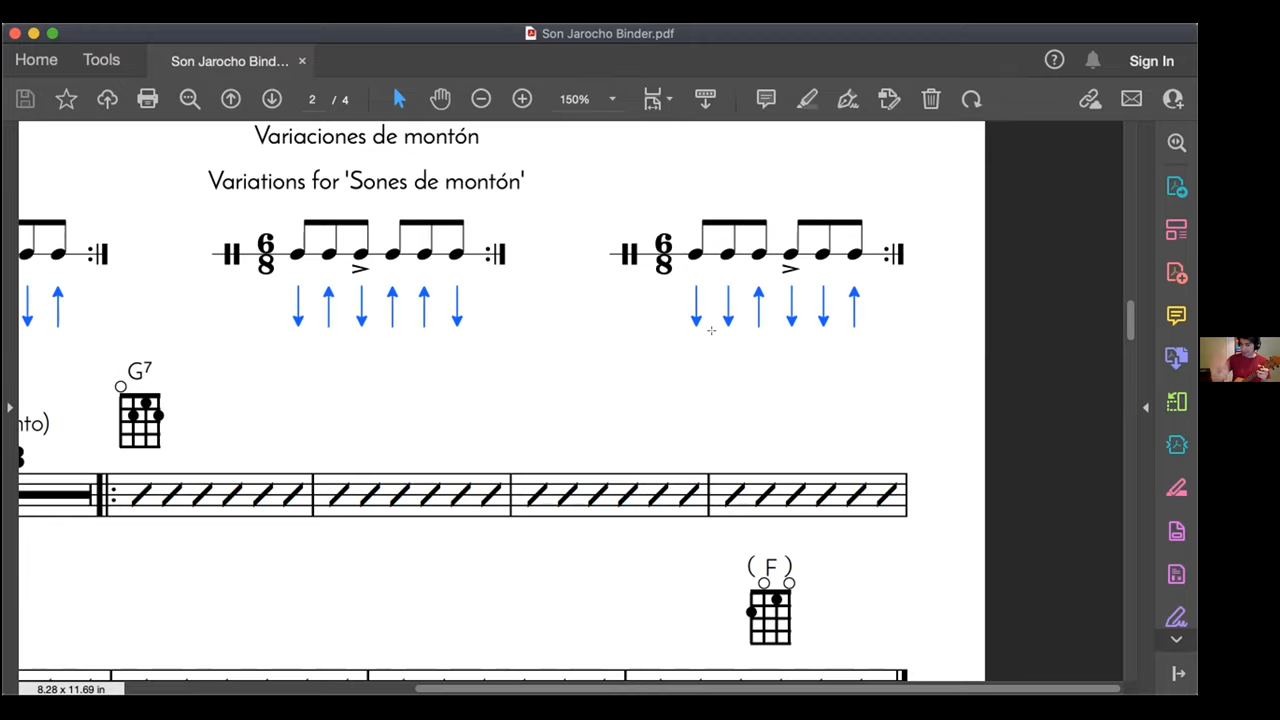 Son Jarocho Binder.pdf
Home Tools Son Jarocho Bind... × Sign In
2 / 4 150%
Variaciones de montón
Variations for 'Sones de montón'
6 6
8 8
G7
nto)
( F )
8.28 x 11.69 in